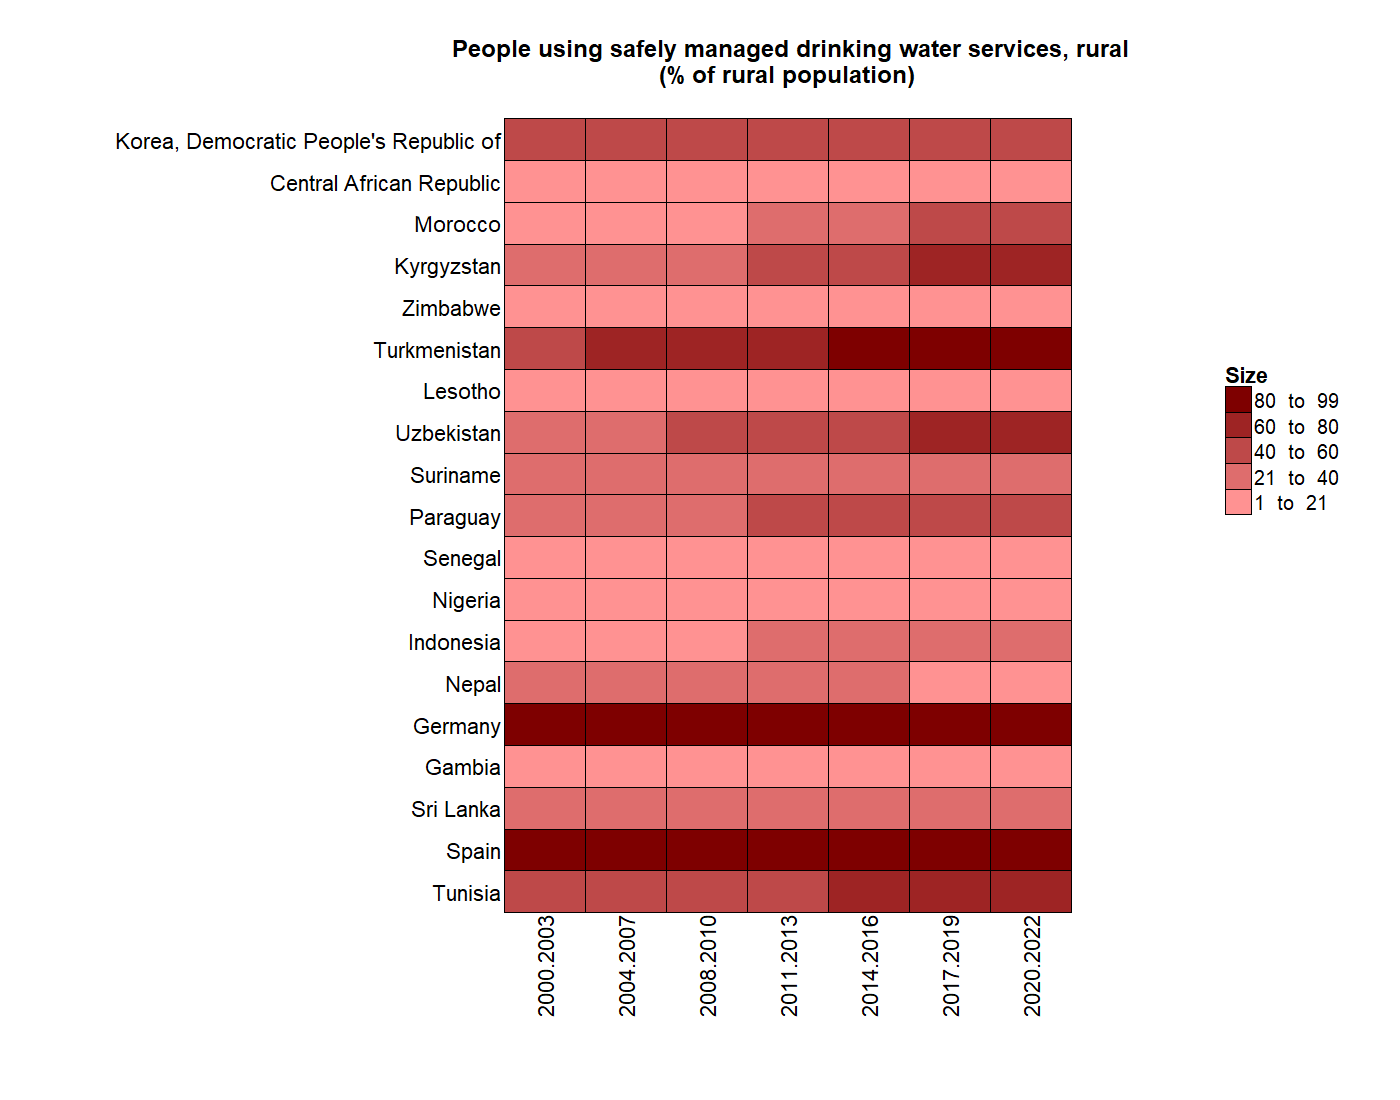 People using safely managed drinking water services, rural
(% of rural population)
Korea, Democratic People's Republic of
Central African Republic
Morocco
Kyrgyzstan
Zimbabwe
Turkmenistan
Lesotho
Uzbekistan
Suriname
Paraguay
Senegal
Nigeria
Indonesia
Nepal
Germany
Gambia
Sri Lanka
Spain
Tunisia
2000.2003
2004.2007
2008.2010
2011.2013
2014.2016
2017.2019
2020.2022
Size
80 to 99
60 to 80
40 to 60
21 to 40
1 to 21